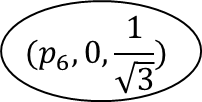 (p₆, 0, 1/√3)